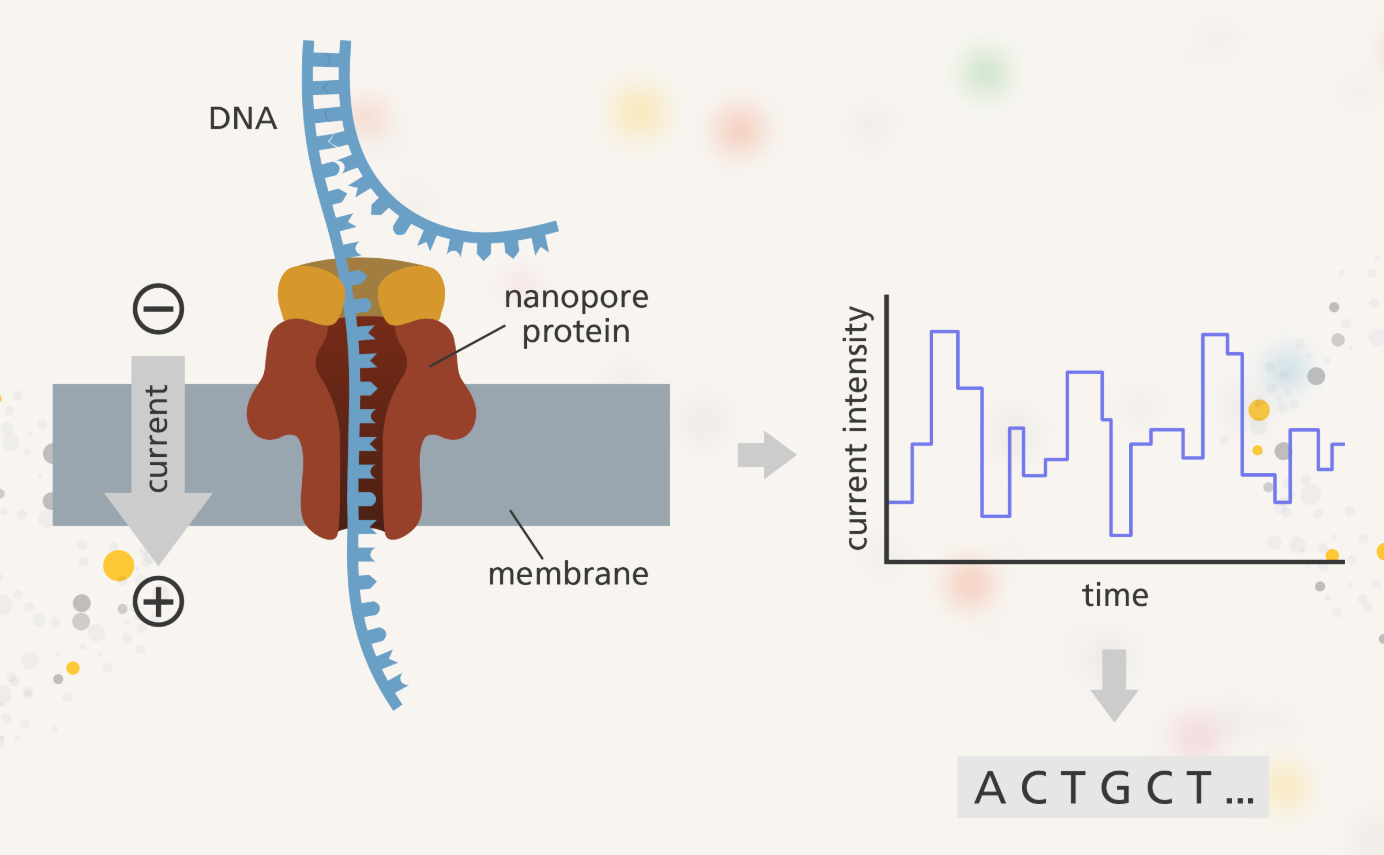 DNA
nanopore
protein
current
membrane
current intensity
time
A C T G C T ...